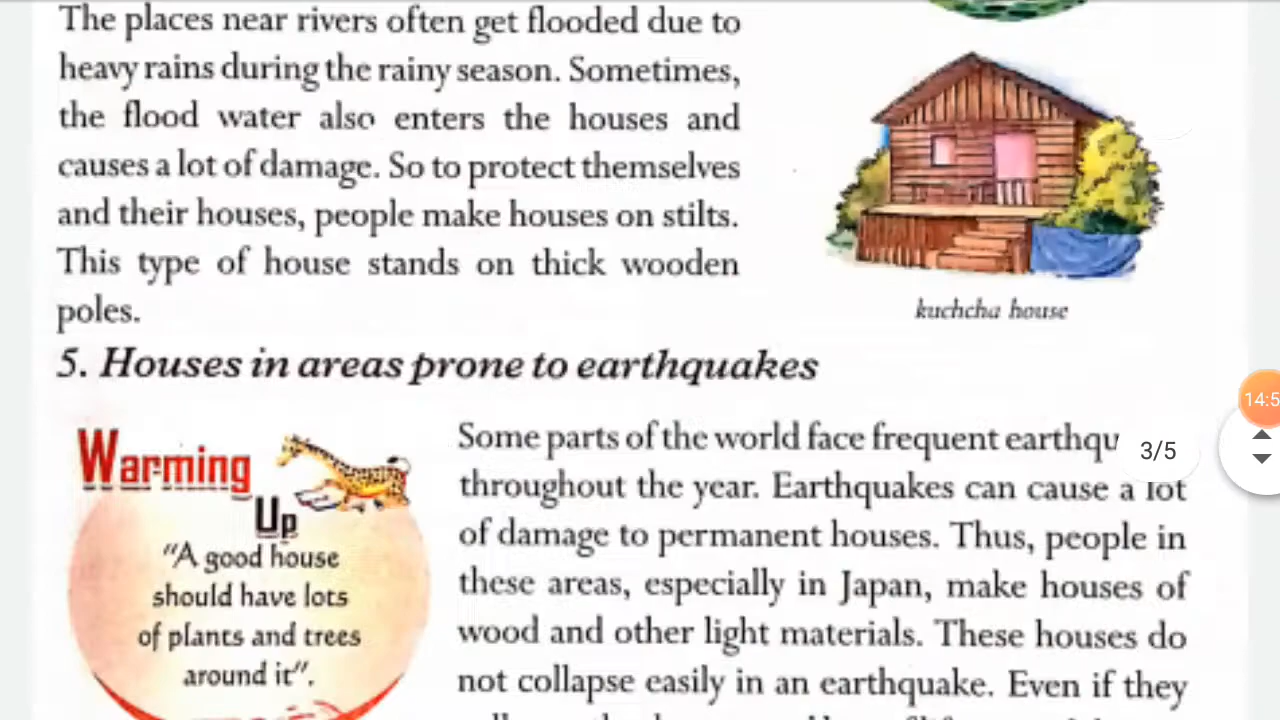 The places near rivers often get flooded due to
heavy rains during the rainy season. Sometimes,
the flood water also enters the houses and
causes a lot of damage. So to protect themselves
and their houses, people make houses on stilts.
This type of house stands on thick wooden
poles.
kuchcha house
5. Houses in areas prone to earthquakes
Warming
Up
"A good house
should have lots
of plants and trees
around it".
Some parts of the world face frequent earthqu
throughout the year. Earthquakes can cause a lot
of damage to permanent houses. Thus, people in
these areas, especially in Japan, make houses of
wood and other light materials. These houses do
not collapse easily in an earthquake. Even if they
3/5
14:5